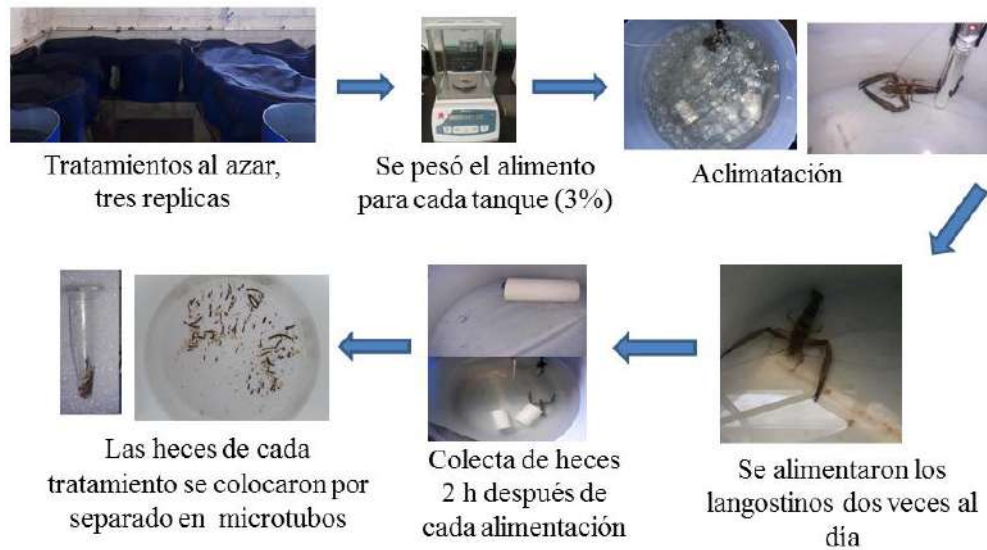 Tratamientos al azar,
tres replicas
Se pesó el alimento
para cada tanque (3%)
Aclimatación
Se alimentaron los
langostinos dos veces al
día
Colecta de heces
2 h después de
cada alimentación
Las heces de cada
tratamiento se colocaron por
separado en microtubos